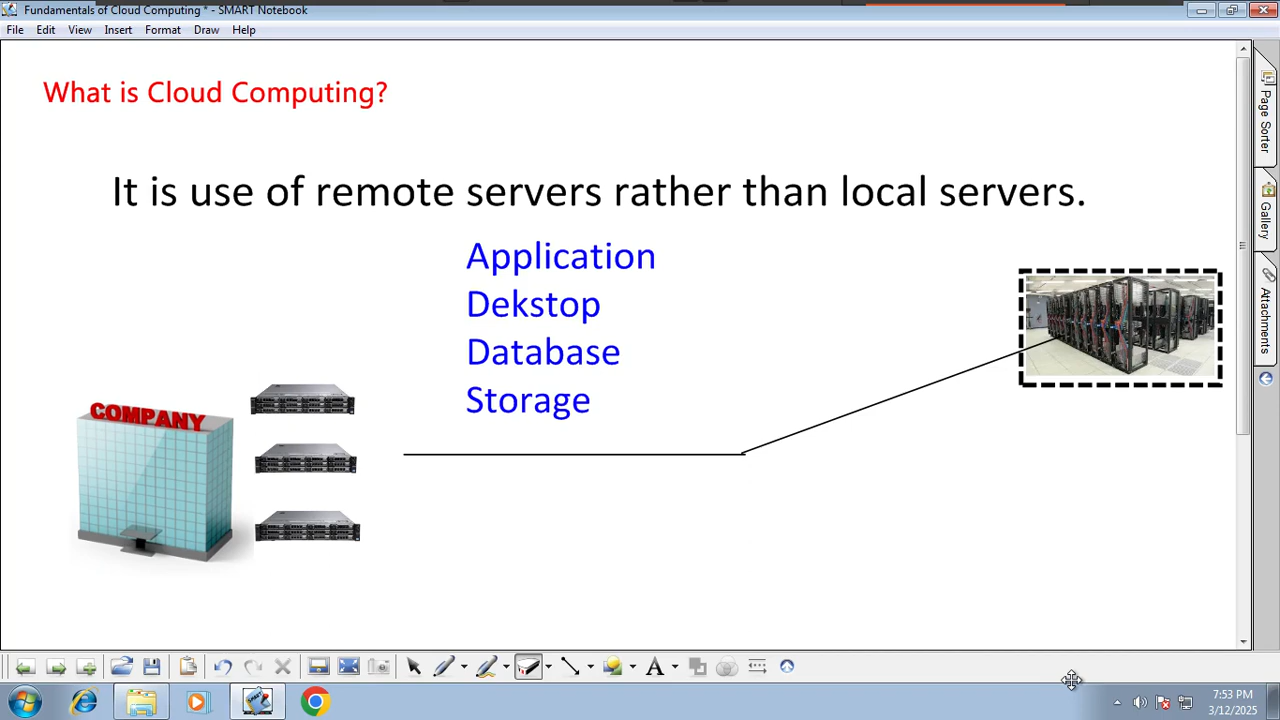 Fundamentals of Cloud Computing * - SMART Notebook
File Edit View Insert Format Draw Help
What is Cloud Computing?
It is use of remote servers rather than local servers.
Application
Dekstop
Database
Storage
COMPANY
Page Sorter
Gallery
Attachments
A
7:53 PM
3/12/2025